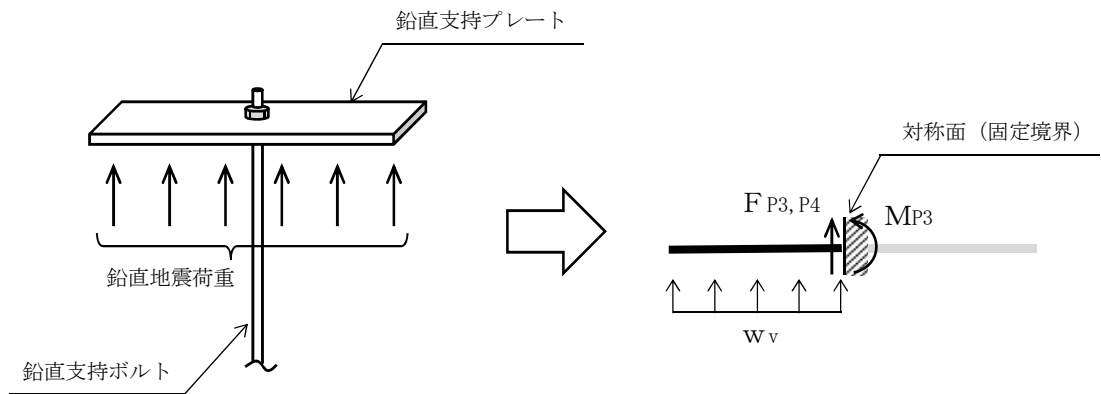 鉛直支持プレート
対称面（固定境界）
F P3, P4
MP3
鉛直地震荷重
wv
鉛直支持ボルト